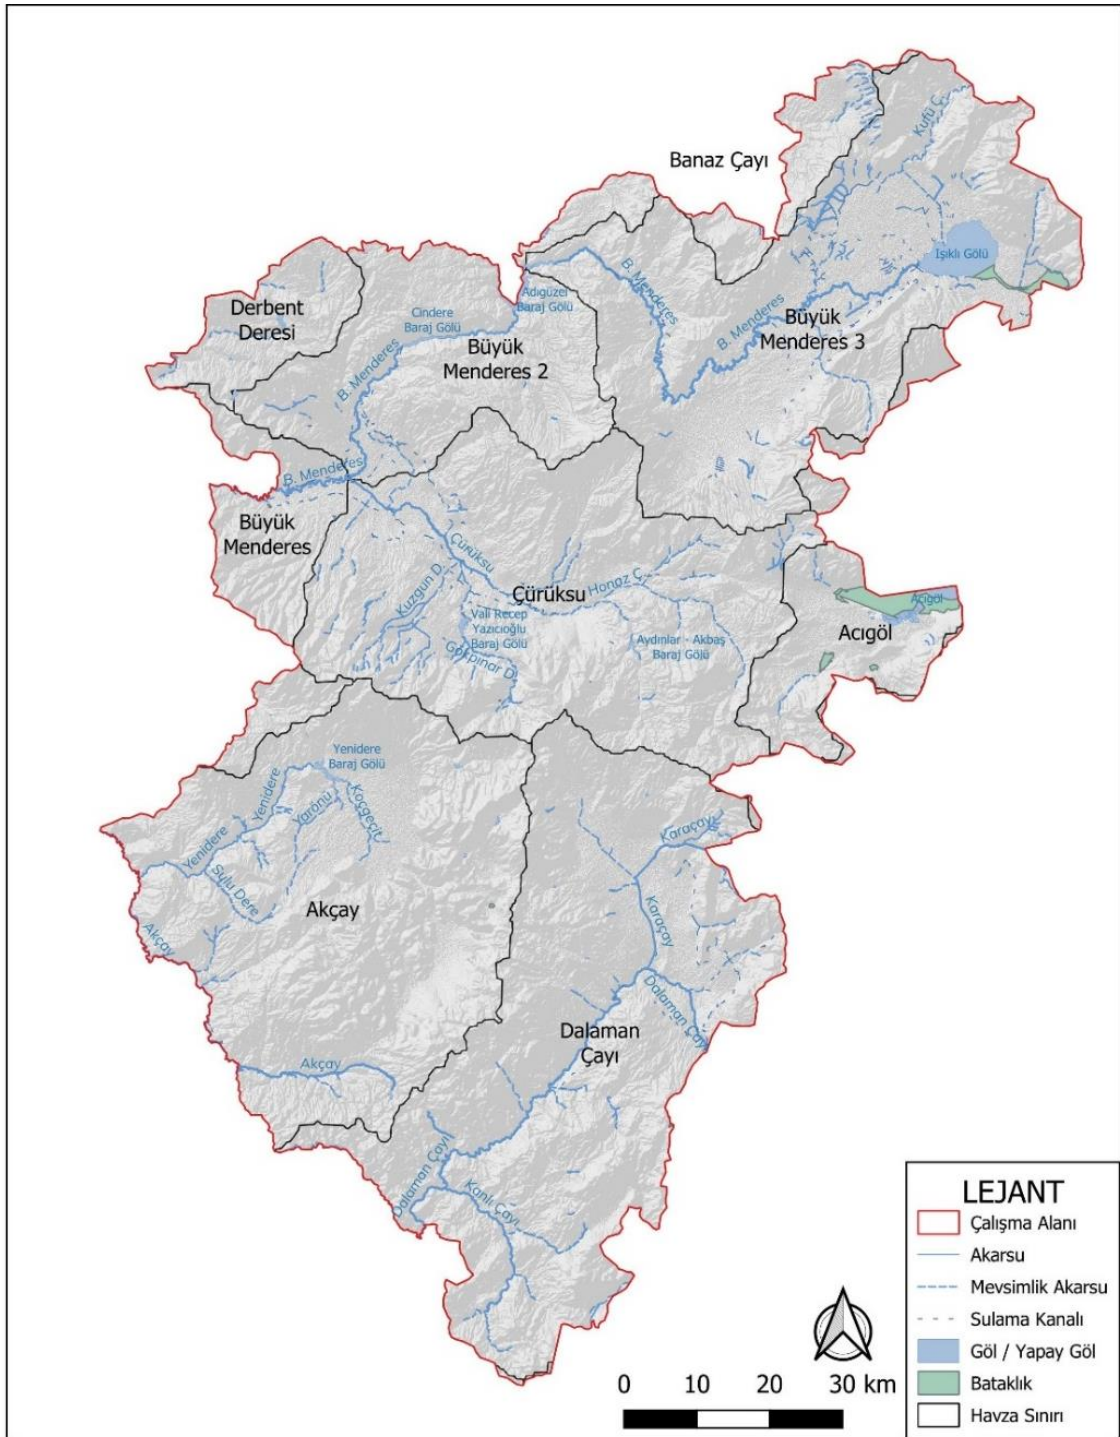 Kufü Ç.
Banaz Çayı
Işıklı Gölü
B. Menderes
Adıgüzel
Baraj Gölü
Derbent
Deresi
Cindere
Baraj Gölü
B. Menderes
Büyük
Menderes 3
Büyük
Menderes 2
B. Menderes
B. Menderes
Büyük
Menderes
Çürüksu
Kuzgun D.
Çürüksu
Honaz Ç.
Acıgöl
Vali Recep
Yazıcıoğlu
Baraj Gölü
Acıgöl
Aydınlar - Akbaş
Baraj Gölü
Gökpınar D.
Yenidere
Baraj Gölü
Yenidere
Yarönü
Koçgeçit
Karaçay
Yenidere
Sulu Dere
Akçay
Karaçay
Akçay
Dalaman Çayı
Dalaman
Çayı
Akçay
Dalaman Çayı
Kanlı Çayı
LEJANT
Çalışma Alanı
Akarsu
Mevsimlik Akarsu
Sulama Kanalı
Göl / Yapay Göl
Bataklık
Havza Sınırı
0 10 20 30 km